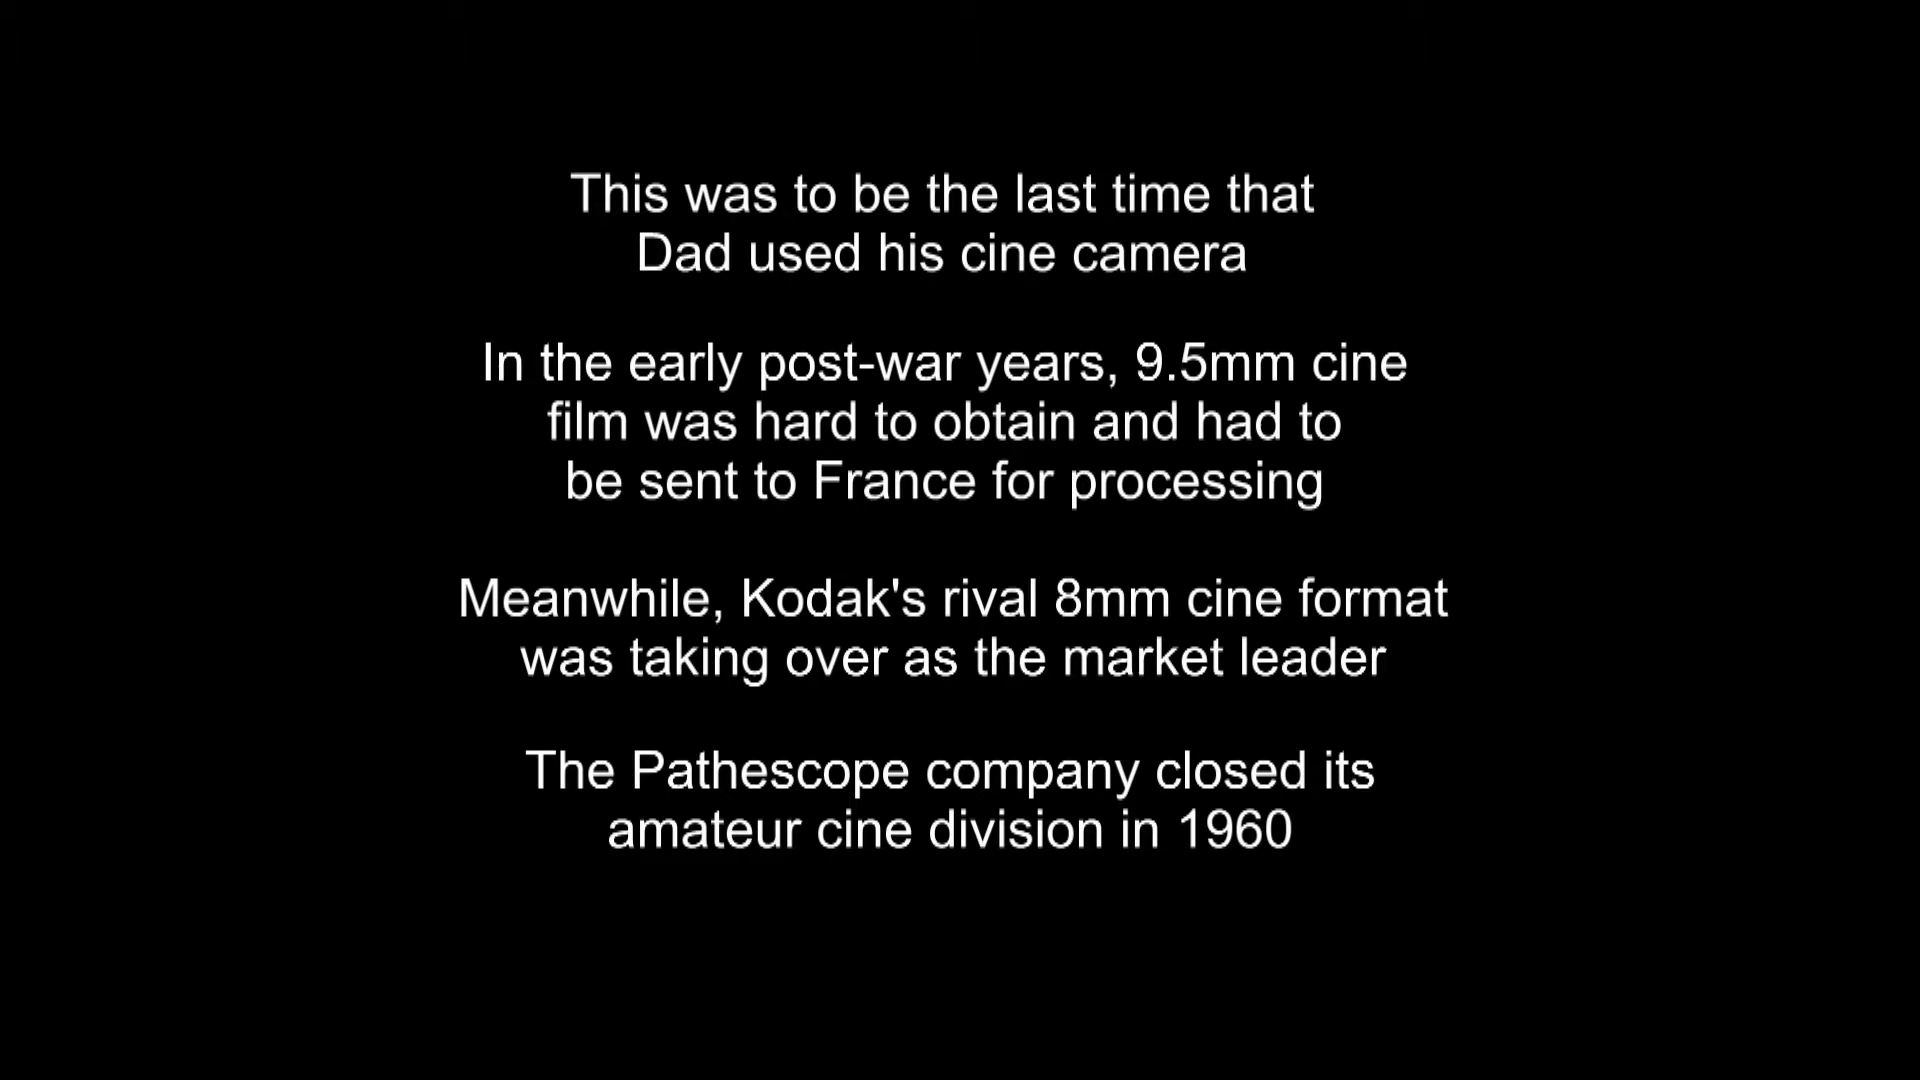 This was to be the last time that
Dad used his cine camera
In the early post-war years, 9.5mm cine
film was hard to obtain and had to
be sent to France for processing
Meanwhile, Kodak's rival 8mm cine format
was taking over as the market leader
The Pathescope company closed its
amateur cine division in 1960